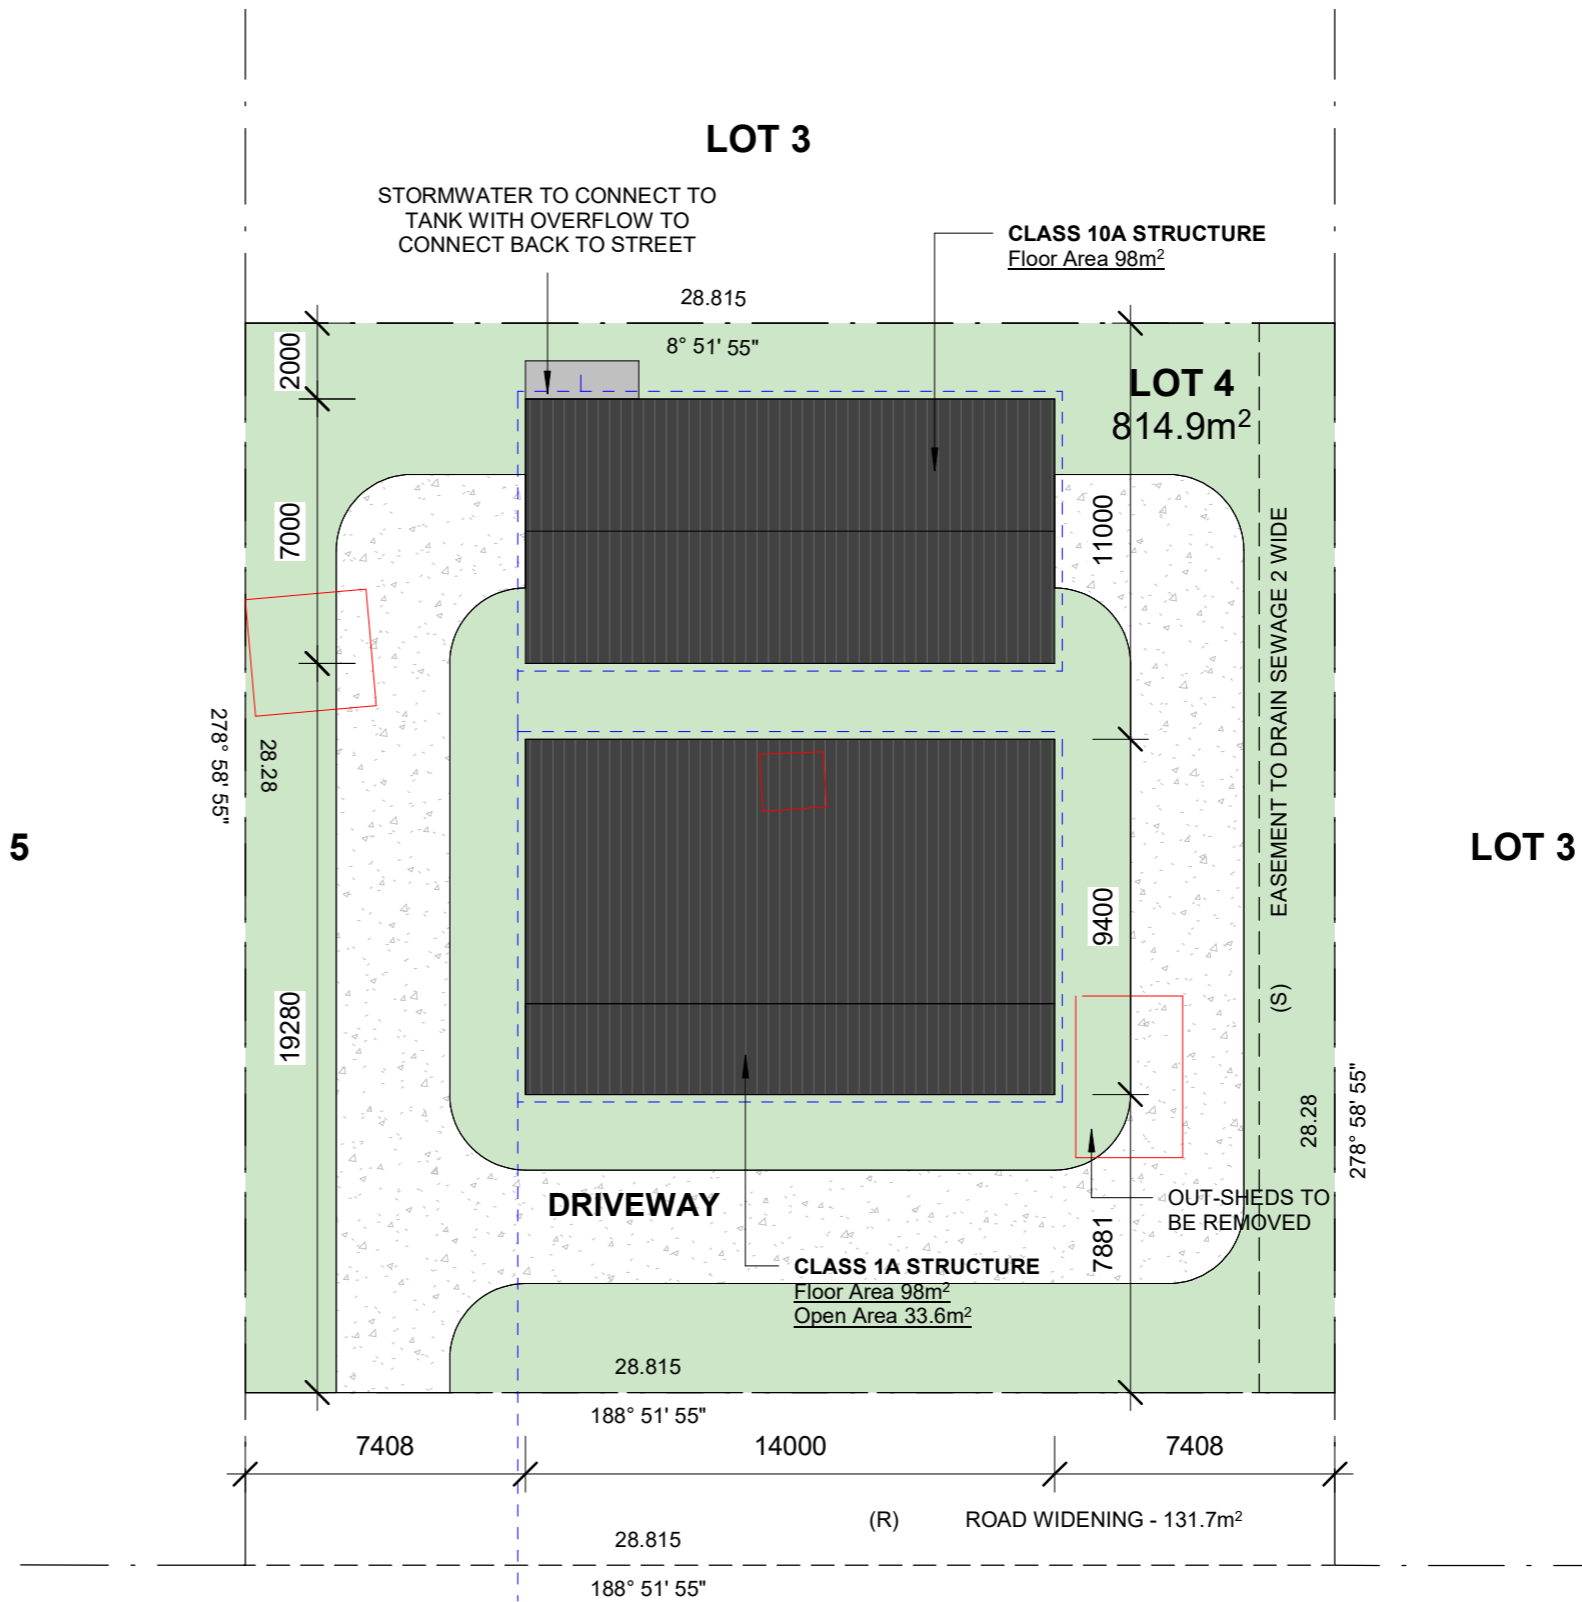 LOT 3
STORMWATER TO CONNECT TO
TANK WITH OVERFLOW TO
CONNECT BACK TO STREET
CLASS 10A STRUCTURE
Floor Area 98m²
28.815
8° 51' 55"
2000
LOT 4
814.9m²
7000
11000
EASEMENT TO DRAIN SEWAGE 2 WIDE
(S)
278° 58' 55"
28.28
5
LOT 3
9400
19280
28.28
278° 58' 55"
OUT-SHEDS TO
BE REMOVED
DRIVEWAY
7881
CLASS 1A STRUCTURE
Floor Area 98m²
Open Area 33.6m²
28.815
188° 51' 55"
7408
14000
7408
(R) ROAD WIDENING - 131.7m²
28.815
188° 51' 55"